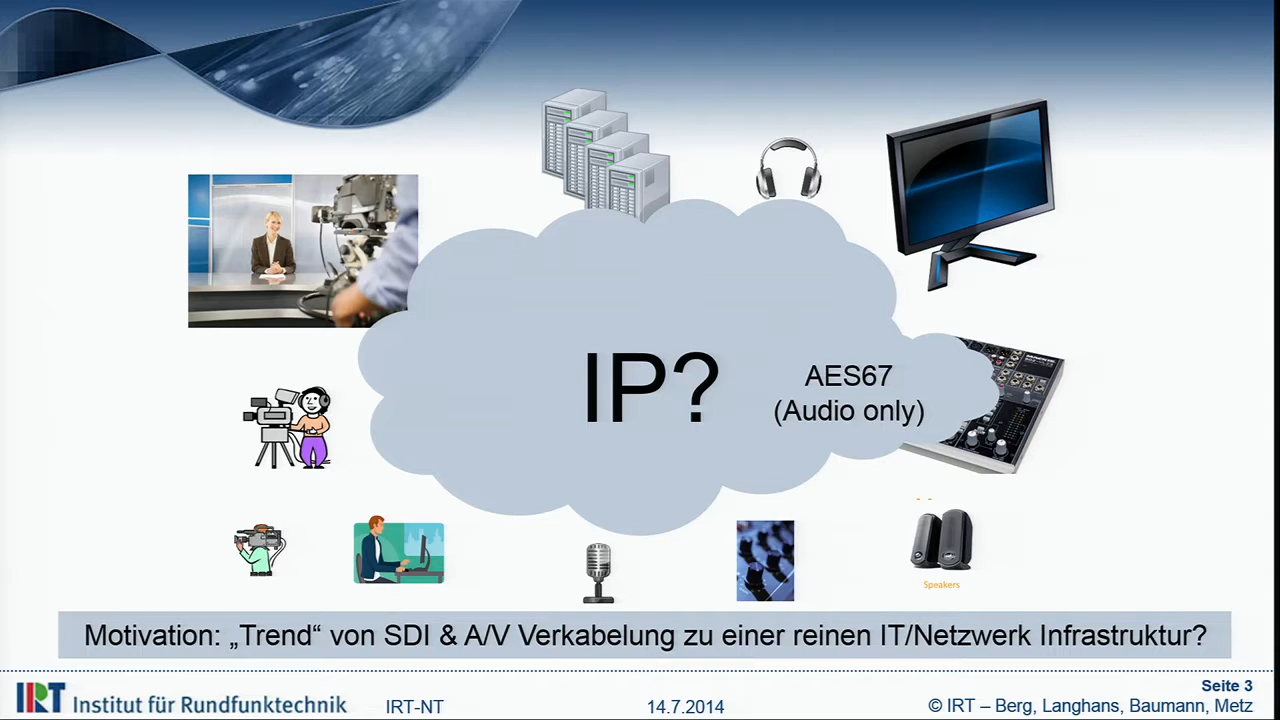 IP?
AES67
(Audio only)
Speakers
Motivation: „Trend“ von SDI & A/V Verkabelung zu einer reinen IT/Netzwerk Infrastruktur?
Seite 3
IRT Institut für Rundfunktechnik
IRT-NT
14.7.2014
© IRT – Berg, Langhans, Baumann, Metz